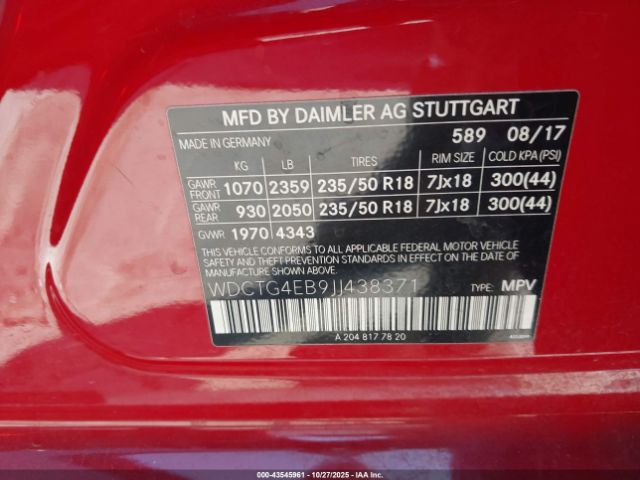 MFD BY DAIMLER AG STUTTGART
MADE IN GERMANY 589 08/17
KG LB TIRES RIM SIZE COLD KPA (PSI)
GAWR FRONT 1070 2359 235/50 R18 7Jx18 300(44)
GAWR REAR 930 2050 235/50 R18 7Jx18 300(44)
GVWR 1970 4343
THIS VEHICLE CONFORMS TO ALL APPLICABLE FEDERAL MOTOR VEHICLE
SAFETY AND THEFT PREVENTION STANDARDS IN EFFECT ON THE DATE
OF MANUFACTURE SHOWN ABOVE.
WDCTG4EB9JJ438371 TYPE: MPV
A 204 817 78 20
000-43545961 - 10/27/2025 - IAA Inc.